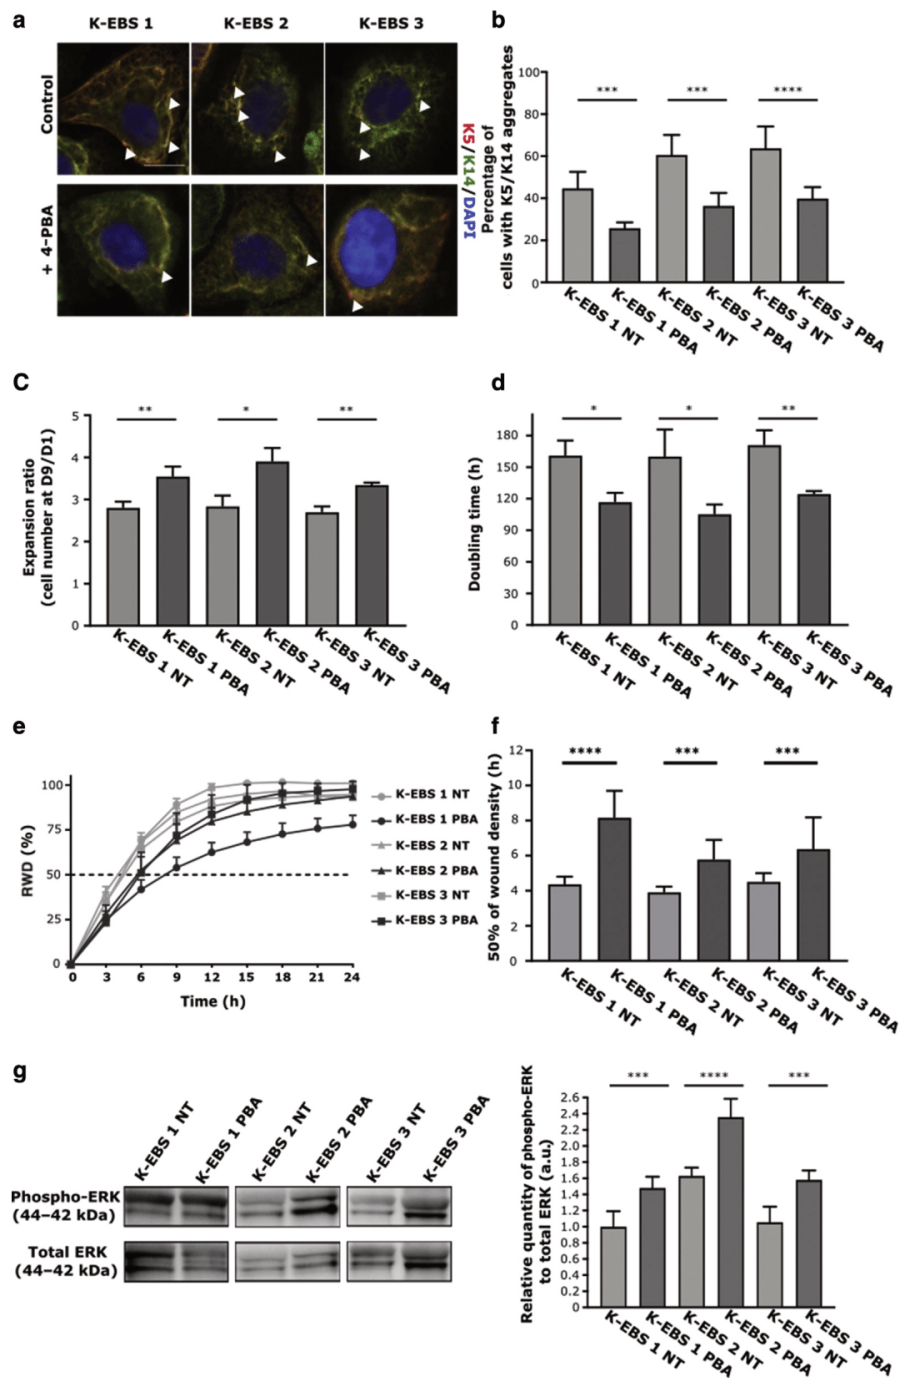 a
K-EBS 1
K-EBS 2
K-EBS 3
Control
+ 4-PBA
K5/K14/DAPI
b
Percentage of
cells with K5/K14 aggregates
100
80
60
40
20
0
***
***
****
K-EBS 1 NT
K-EBS 1 PBA
K-EBS 2 NT
K-EBS 2 PBA
K-EBS 3 NT
K-EBS 3 PBA
C
Expansion ratio
(cell number at D9/D1)
5
4
3
2
1
0
**
*
**
K-EBS 1 NT
K-EBS 1 PBA
K-EBS 2 NT
K-EBS 2 PBA
K-EBS 3 NT
K-EBS 3 PBA
d
Doubling time (h)
180
150
120
90
60
30
0
*
*
**
K-EBS 1 NT
K-EBS 1 PBA
K-EBS 2 NT
K-EBS 2 PBA
K-EBS 3 NT
K-EBS 3 PBA
e
RWD (%)
100
75
50
25
0
0 3 6 9 12 15 18 21 24
Time (h)
K-EBS 1 NT
K-EBS 1 PBA
K-EBS 2 NT
K-EBS 2 PBA
K-EBS 3 NT
K-EBS 3 PBA
f
50% of wound density (h)
12
10
8
6
4
2
0
****
***
***
K-EBS 1 NT
K-EBS 1 PBA
K-EBS 2 NT
K-EBS 2 PBA
K-EBS 3 NT
K-EBS 3 PBA
g
K-EBS 1 NT
K-EBS 1 PBA
K-EBS 2 NT
K-EBS 2 PBA
K-EBS 3 NT
K-EBS 3 PBA
Phospho-ERK
(44–42 kDa)
Total ERK
(44–42 kDa)
Relative quantity of phospho-ERK
to total ERK (a.u.)
2.6
2.4
2.2
2.0
1.8
1.6
1.4
1.2
1.0
0.8
0.6
0.4
0.2
0
***
****
***
K-EBS 1 NT
K-EBS 1 PBA
K-EBS 2 NT
K-EBS 2 PBA
K-EBS 3 NT
K-EBS 3 PBA